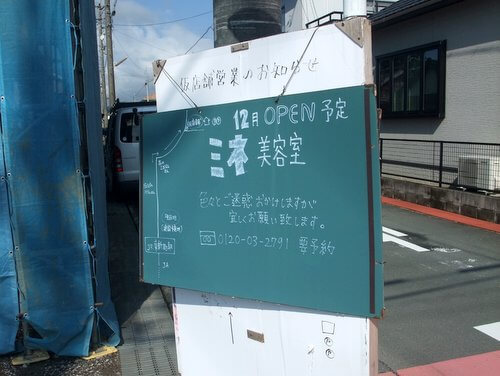 仮店舗営業のお知らせ
12月 OPEN 予定
三本 美容室
色々とご迷惑おかけしますが
宜しくお願い致します。
☎ 0120-03-2791 要予約